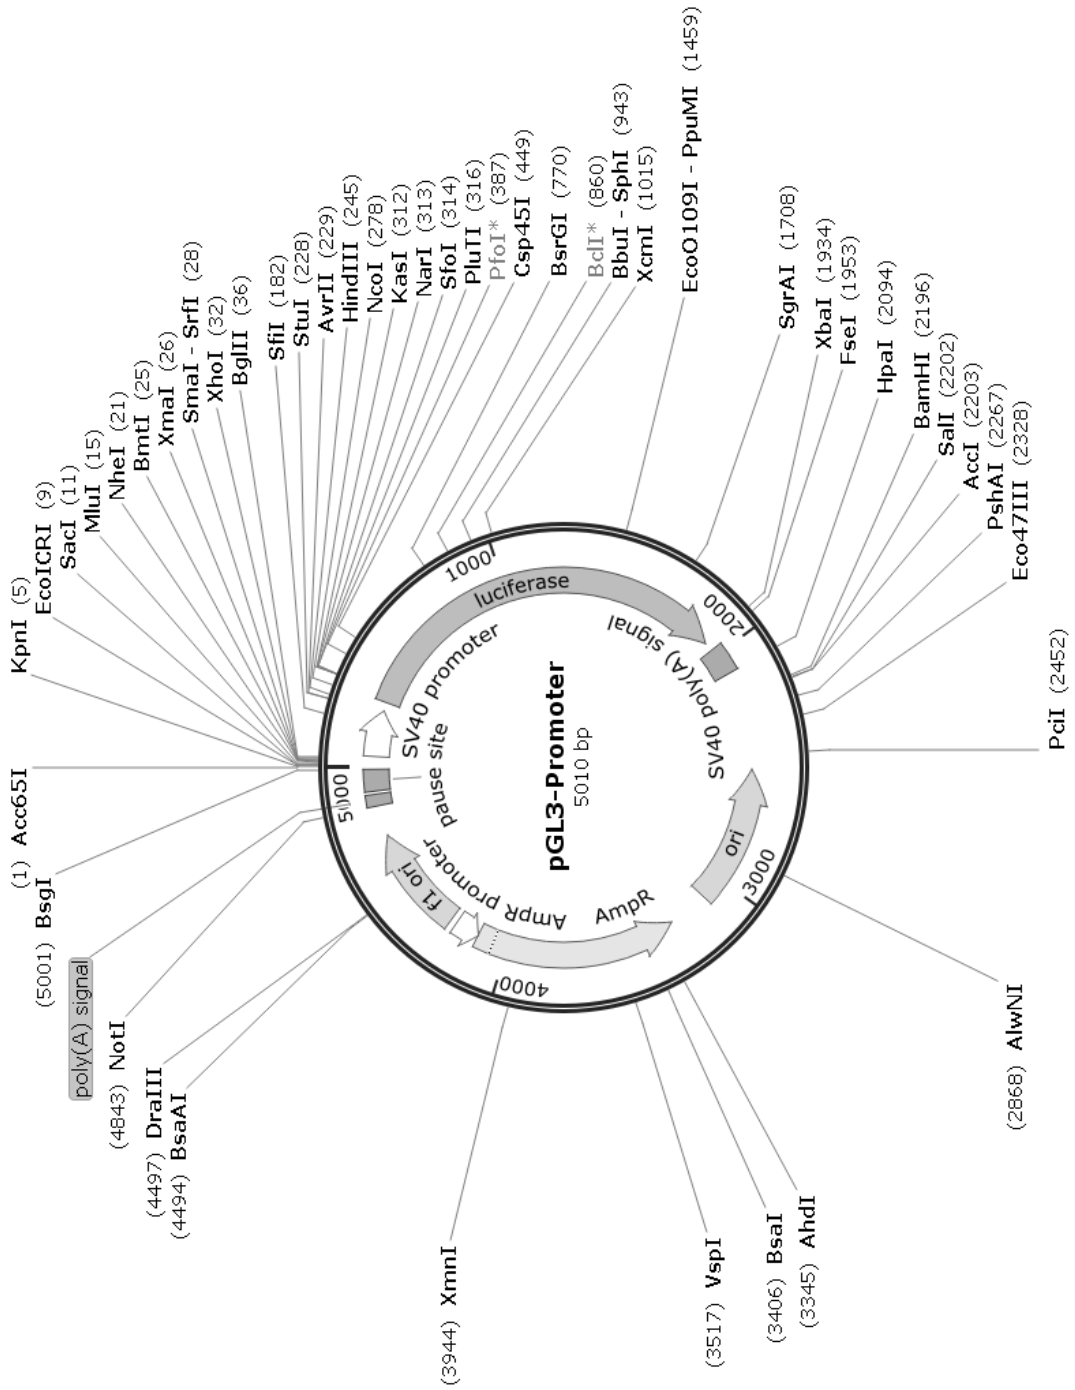 Acc65I (1)
KpnI (5)
EcoICRI (9)
SacI (11)
MluI (15)
NheI (21)
BmtI (25)
XmaI (26)
SmaI - SrfI (28)
XhoI (32)
BglII (36)
SfiI (182)
StuI (228)
AvrII (229)
HindIII (245)
NcoI (278)
KasI (312)
NarI (313)
SfoI (314)
PluTI (316)
PfoI* (387)
Csp45I (449)
BsrGI (770)
BclI* (860)
BbuI - SphI (943)
XcmI (1015)
EcoO109I - PpuMI (1459)
SgrAI (1708)
XbaI (1934)
FseI (1953)
HpaI (2094)
BamHI (2196)
SalI (2202)
AccI (2203)
PshAI (2267)
Eco47III (2328)
PciI (2452)
(2868) AlwNI
(3345) AhdI
(3406) BsaI
(3517) VspI
(3944) XmnI
(4494) BsaAI
(4497) DraIII
(4843) NotI
poly(A) signal
(5001) BsgI
1000
2000
3000
4000
5000
luciferase
SV40 promoter
SV40 poly(A) signal
pause site
f1 ori
AmpR promoter
AmpR
ori
pGL3-Promoter
5010 bp